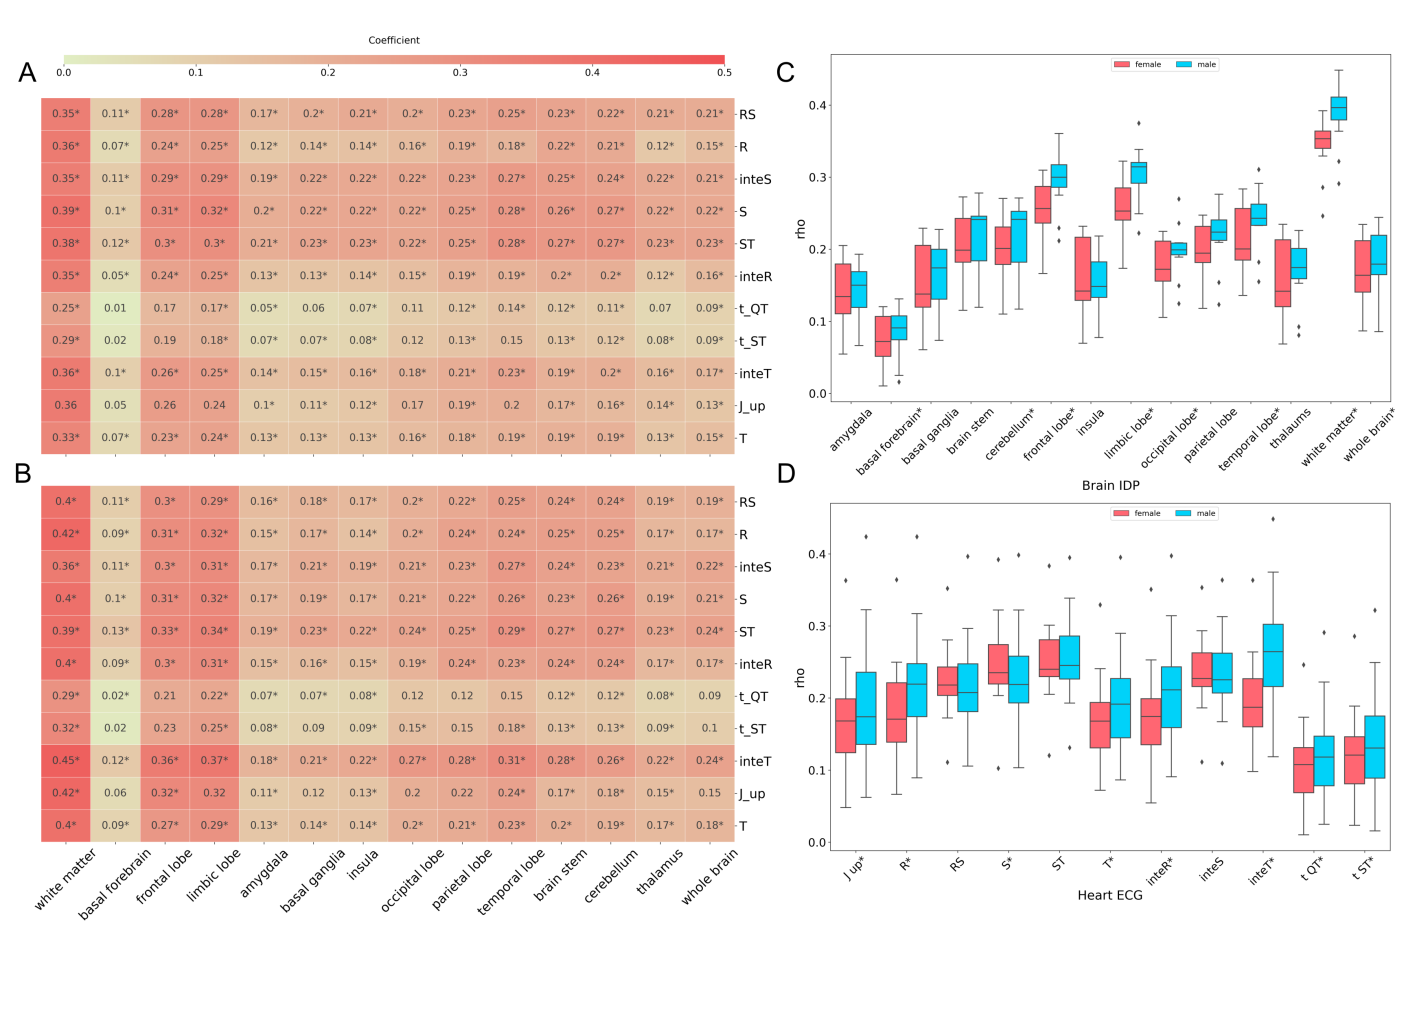 A
Coefficient
0.0 0.1 0.2 0.3 0.4 0.5
0.35* 0.11* 0.28* 0.28* 0.17* 0.2* 0.21* 0.2* 0.23* 0.25* 0.23* 0.22* 0.21* 0.21* RS
0.36* 0.07* 0.24* 0.25* 0.12* 0.14* 0.14* 0.16* 0.19* 0.18* 0.22* 0.21* 0.12* 0.15* R
0.35* 0.11* 0.29* 0.29* 0.19* 0.22* 0.22* 0.22* 0.23* 0.27* 0.25* 0.24* 0.22* 0.21* inteS
0.39* 0.1* 0.31* 0.32* 0.2* 0.22* 0.22* 0.22* 0.25* 0.28* 0.26* 0.27* 0.22* 0.22* S
0.38* 0.12* 0.3* 0.3* 0.21* 0.23* 0.23* 0.22* 0.25* 0.28* 0.27* 0.27* 0.23* 0.23* ST
0.35* 0.05* 0.24* 0.25* 0.13* 0.13* 0.14* 0.15* 0.19* 0.19* 0.2* 0.2* 0.12* 0.16* inteR
0.25* 0.01 0.17 0.17* 0.05* 0.06 0.07* 0.11 0.12* 0.14* 0.12* 0.11* 0.07 0.09* t_QT
0.29* 0.02 0.19 0.18* 0.07* 0.07* 0.08* 0.12 0.13* 0.15 0.13* 0.12* 0.08* 0.09* t_ST
0.36* 0.1* 0.26* 0.25* 0.14* 0.15* 0.16* 0.18* 0.21* 0.23* 0.19* 0.2* 0.16* 0.17* inteT
0.36 0.05 0.26 0.24 0.1* 0.11* 0.12* 0.17 0.19* 0.2 0.17* 0.16* 0.14* 0.13* J_up
0.33* 0.07* 0.23* 0.24* 0.13* 0.13* 0.13* 0.16* 0.18* 0.19* 0.19* 0.19* 0.13* 0.15* T
B
0.4* 0.11* 0.3* 0.29* 0.16* 0.18* 0.17* 0.2* 0.22* 0.25* 0.24* 0.24* 0.19* 0.19* RS
0.42* 0.09* 0.31* 0.32* 0.15* 0.17* 0.14* 0.2* 0.24* 0.24* 0.25* 0.25* 0.17* 0.17* R
0.36* 0.11* 0.3* 0.31* 0.17* 0.21* 0.19* 0.21* 0.23* 0.27* 0.24* 0.23* 0.21* 0.22* inteS
0.4* 0.1* 0.31* 0.32* 0.17* 0.19* 0.17* 0.21* 0.22* 0.26* 0.23* 0.26* 0.19* 0.21* S
0.39* 0.13* 0.33* 0.34* 0.19* 0.23* 0.22* 0.24* 0.25* 0.29* 0.27* 0.27* 0.23* 0.24* ST
0.4* 0.09* 0.3* 0.31* 0.15* 0.16* 0.15* 0.19* 0.24* 0.23* 0.24* 0.24* 0.17* 0.17* inteR
0.29* 0.02* 0.21 0.22* 0.07* 0.07* 0.08* 0.12 0.12 0.15 0.12* 0.12* 0.08* 0.09 t_QT
0.32* 0.02 0.23 0.25* 0.08* 0.09 0.09* 0.15* 0.15 0.18* 0.13* 0.13* 0.09* 0.1 t_ST
0.45* 0.12* 0.36* 0.37* 0.18* 0.21* 0.22* 0.27* 0.28* 0.31* 0.28* 0.26* 0.22* 0.24* inteT
0.42* 0.06 0.32* 0.32 0.11* 0.12 0.13* 0.2 0.22 0.24* 0.17* 0.18* 0.15* 0.15 J_up
0.4* 0.09* 0.27* 0.29* 0.13* 0.14* 0.14* 0.2* 0.21* 0.23* 0.2* 0.19* 0.17* 0.18* T
white matter basal forebrain frontal lobe limbic lobe amygdala basal ganglia insula occipital lobe parietal lobe temporal lobe brain stem cerebellum thalamus whole brain
C
female male
0.4
0.3
0.2
0.1
0.0
rho
amygdala basal forebrain* basal ganglia brain stem cerebellum* frontal lobe* insula limbic lobe* occipital lobe* parietal lobe temporal lobe* thalaums white matter* whole brain*
Brain IDP
D
female male
0.4
0.3
0.2
0.1
0.0
rho
J up* R* RS S* ST T* inteR* inteS inteT* t QT* t ST*
Heart ECG